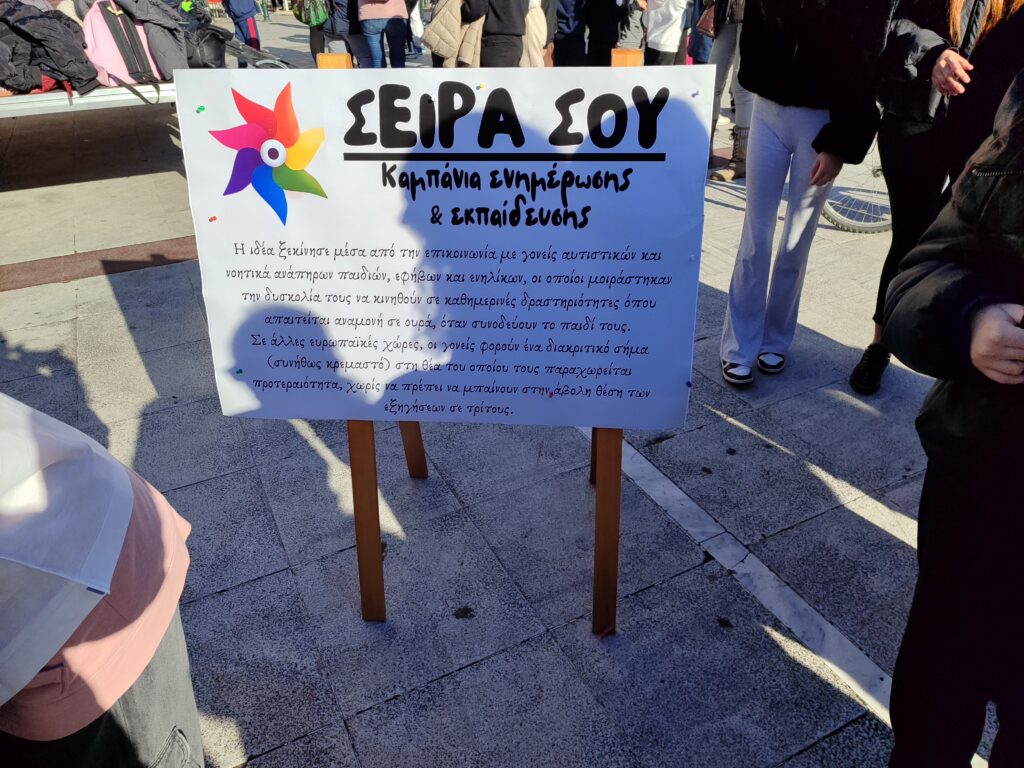 ΣΕΙΡΑ ΣΟΥ
Καμπάνια ενημέρωσης
& εκπαίδευσης
Η ιδέα ξεκίνησε μέσα από την επικοινωνία με γονείς αυτιστικών και
νοητικά ανάπηρων παιδιών, εφήβων και ενηλίκων, οι οποίοι μοιράστηκαν
την δυσκολία τους να κινηθούν σε καθημερινές δραστηριότητες όπου
απαιτείται αναμονή σε ουρά, όταν συνοδεύουν το παιδί τους.
Σε άλλες ευρωπαϊκές χώρες, οι γονείς φορούν ένα διακριτικό σήμα
(συνήθως κρεμαστό) στη θέα του οποίου τους παραχωρείται
προτεραιότητα, χωρίς να πρέπει να μπαίνουν στην άβολη θέση των
εξηγήσεων σε τρίτους.